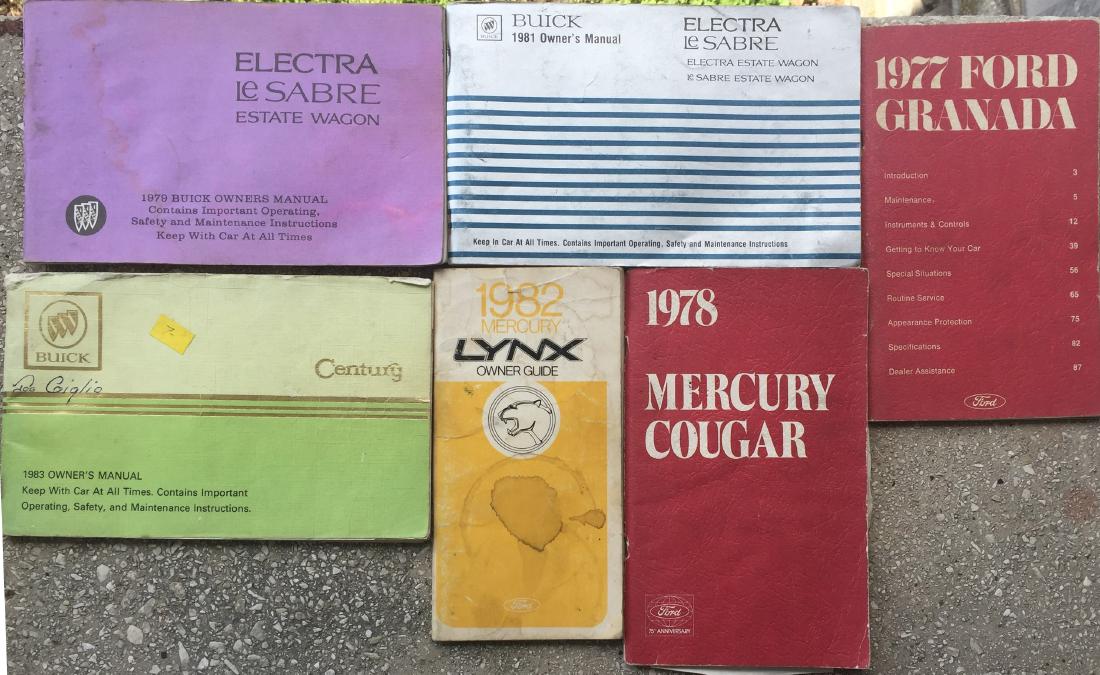 ELECTRA
Le SABRE
ESTATE WAGON
1979 BUICK OWNERS MANUAL
Contains Important Operating,
Safety and Maintenance Instructions
Keep With Car At All Times
BUICK
BUICK
1981 Owner's Manual
ELECTRA
Le SABRE
ELECTRA ESTATE WAGON
Le SABRE ESTATE WAGON
Keep In Car At All Times. Contains Important Operating, Safety and Maintenance Instructions
1977 FORD
GRANADA
Introduction 3
Maintenance 5
Instruments & Controls 12
Getting to Know Your Car 39
Special Situations 56
Routine Service 65
Appearance Protection 75
Specifications 82
Dealer Assistance 87
Ford
BUICK
Century
1983 OWNER'S MANUAL
Keep With Car At All Times. Contains Important
Operating, Safety, and Maintenance Instructions.
1982
MERCURY
LYNX
OWNER GUIDE
Ford
1978
MERCURY
COUGAR
Ford
75th ANNIVERSARY